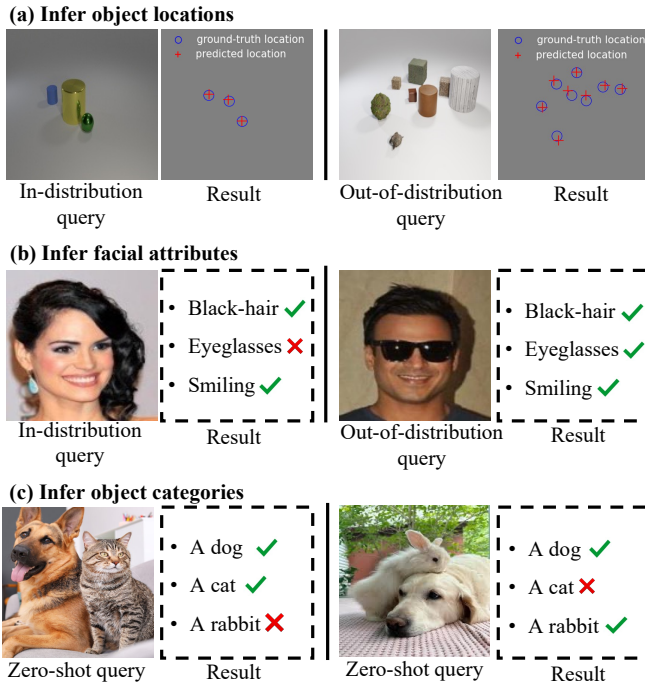 (a) Infer object locations
ground-truth location
predicted location
ground-truth location
predicted location
In-distribution
query
Result
Out-of-distribution
query
Result
(b) Infer facial attributes
• Black-hair ✓
• Eyeglasses ✗
• Smiling ✓
• Black-hair ✓
• Eyeglasses ✓
• Smiling ✓
In-distribution
query
Result
Out-of-distribution
query
Result
(c) Infer object categories
• A dog ✓
• A cat ✓
• A rabbit ✗
• A dog ✓
• A cat ✗
• A rabbit ✓
Zero-shot query
Result
Zero-shot query
Result